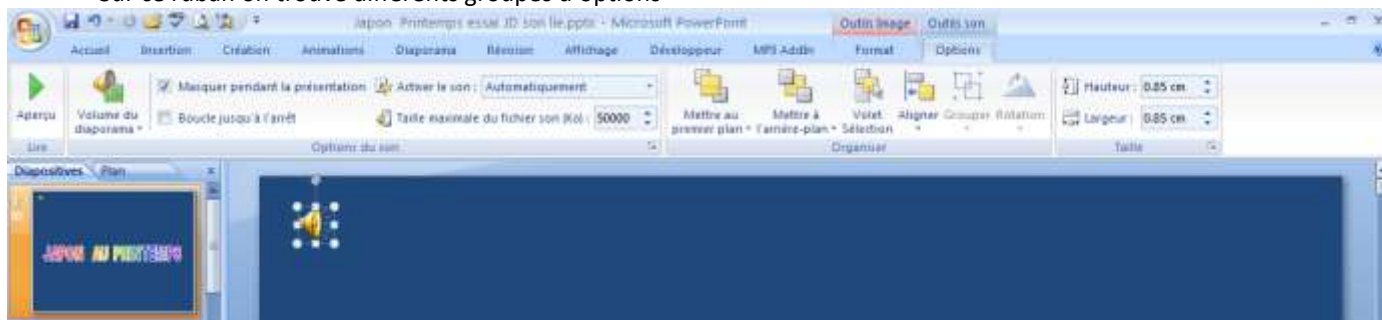 Sur ce ruban on trouve différents groupes d'options
Japon Printemps essai JD son lie.pptx - Microsoft PowerPoint
Outils Image Outils son
Accueil Insertion Création Animations Diaporama Révision Affichage Développeur MP3 AddIn Format Options
Aperçu
Volume du diaporama
Masquer pendant la présentation
Boucle jusqu'à l'arrêt
Activer le son : Automatiquement
Taille maximale du fichier son (Ko) : 50000
Mettre au premier plan
Mettre à l'arrière-plan
Volet Sélection
Aligner Grouper Rotation
Hauteur : 0.85 cm
Largeur : 0.85 cm
Lire Options du son Organiser Taille
Diapositives Plan
JAPON AU PRINTEMPS